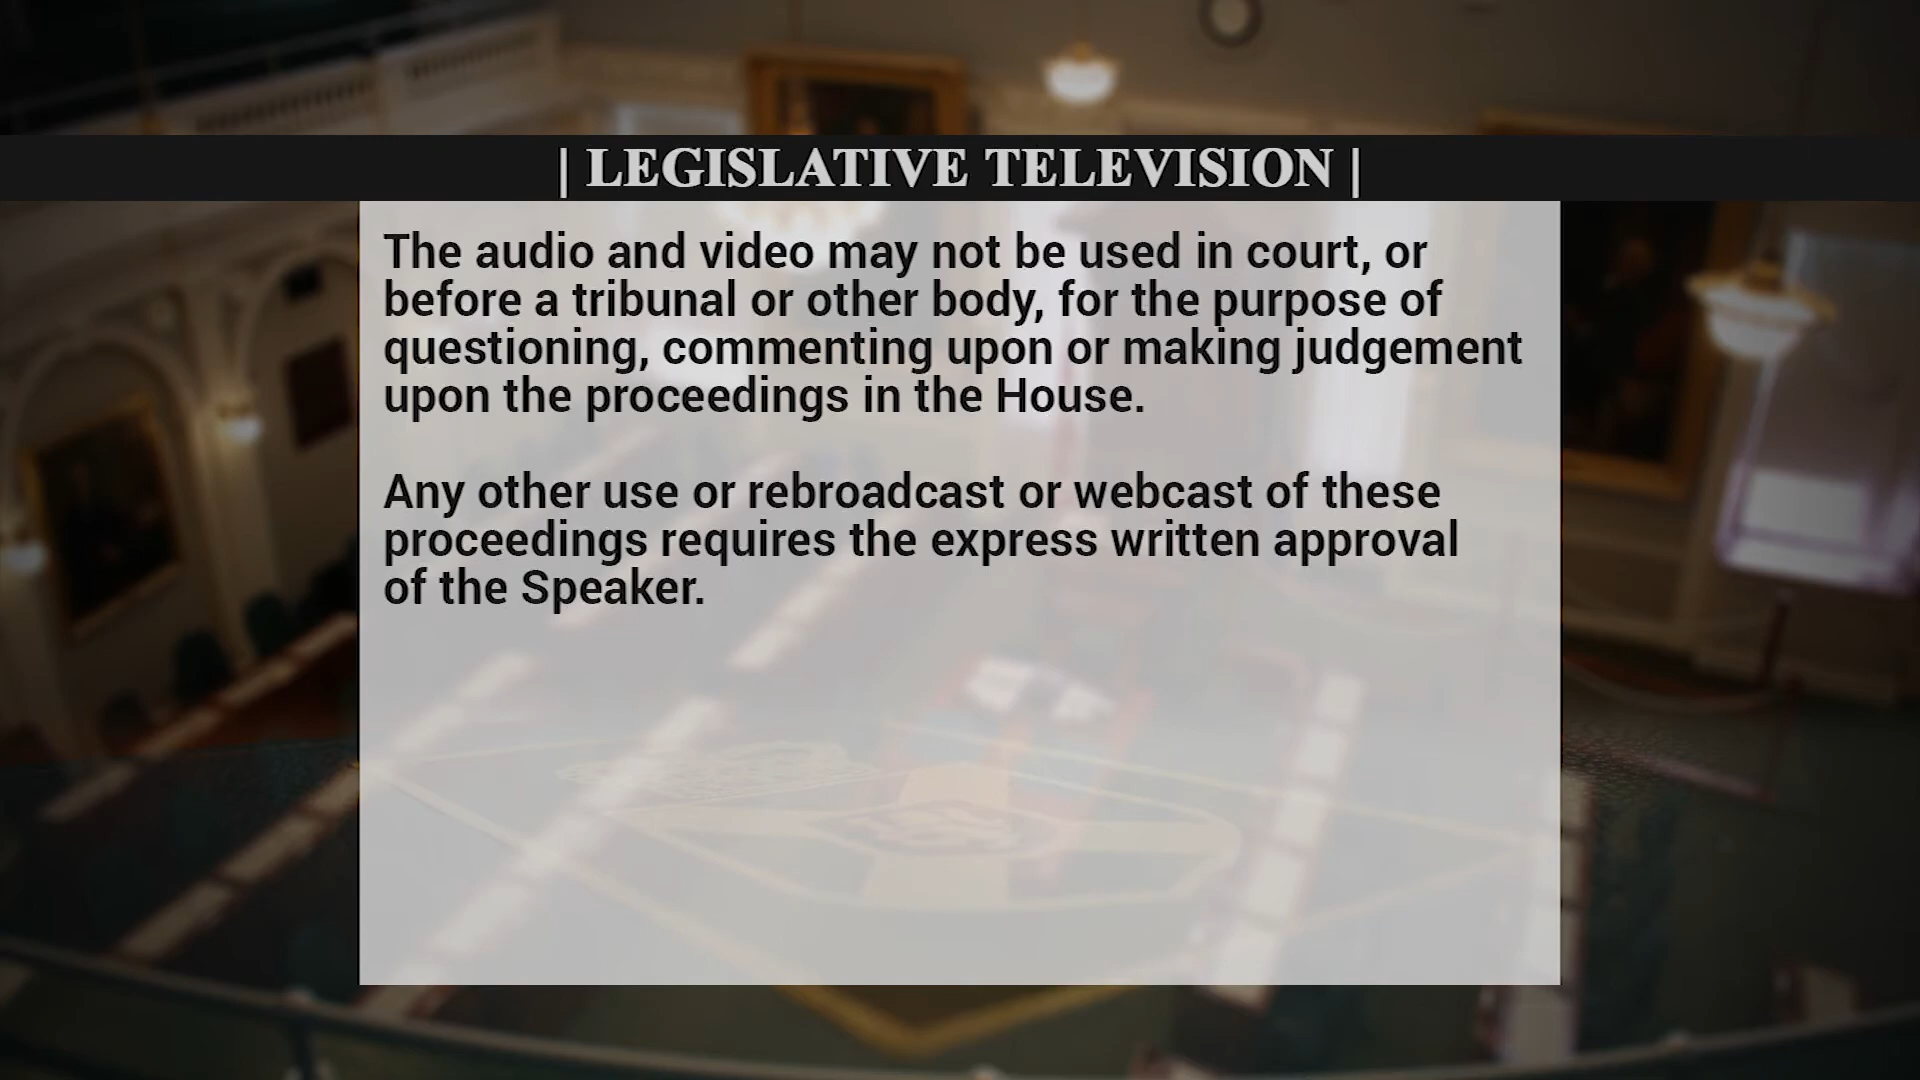 | LEGISLATIVE TELEVISION |
The audio and video may not be used in court, or
before a tribunal or other body, for the purpose of
questioning, commenting upon or making judgement
upon the proceedings in the House.
Any other use or rebroadcast or webcast of these
proceedings requires the express written approval
of the Speaker.